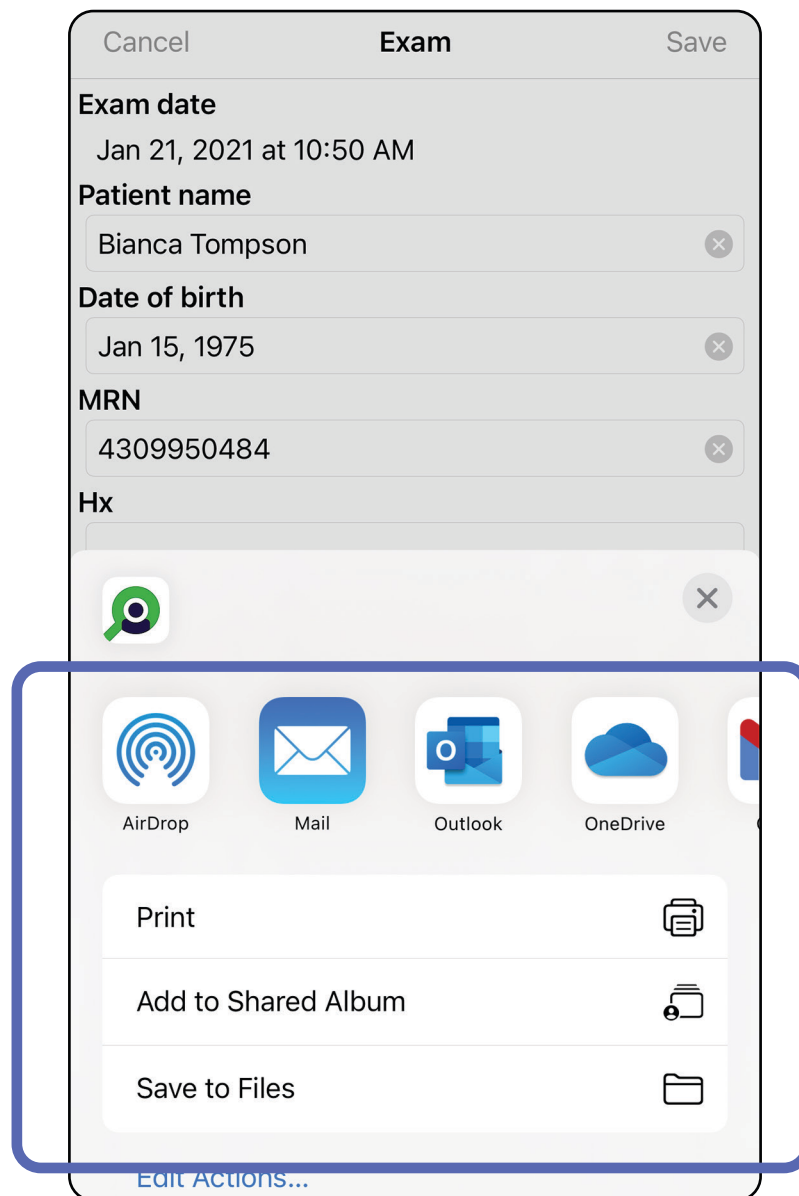 Cancel Exam Save
Exam date
Jan 21, 2021 at 10:50 AM
Patient name
Bianca Tompson
Date of birth
Jan 15, 1975
MRN
4309950484
Hx
AirDrop Mail Outlook OneDrive
Print
Add to Shared Album
Save to Files
Edit Actions...